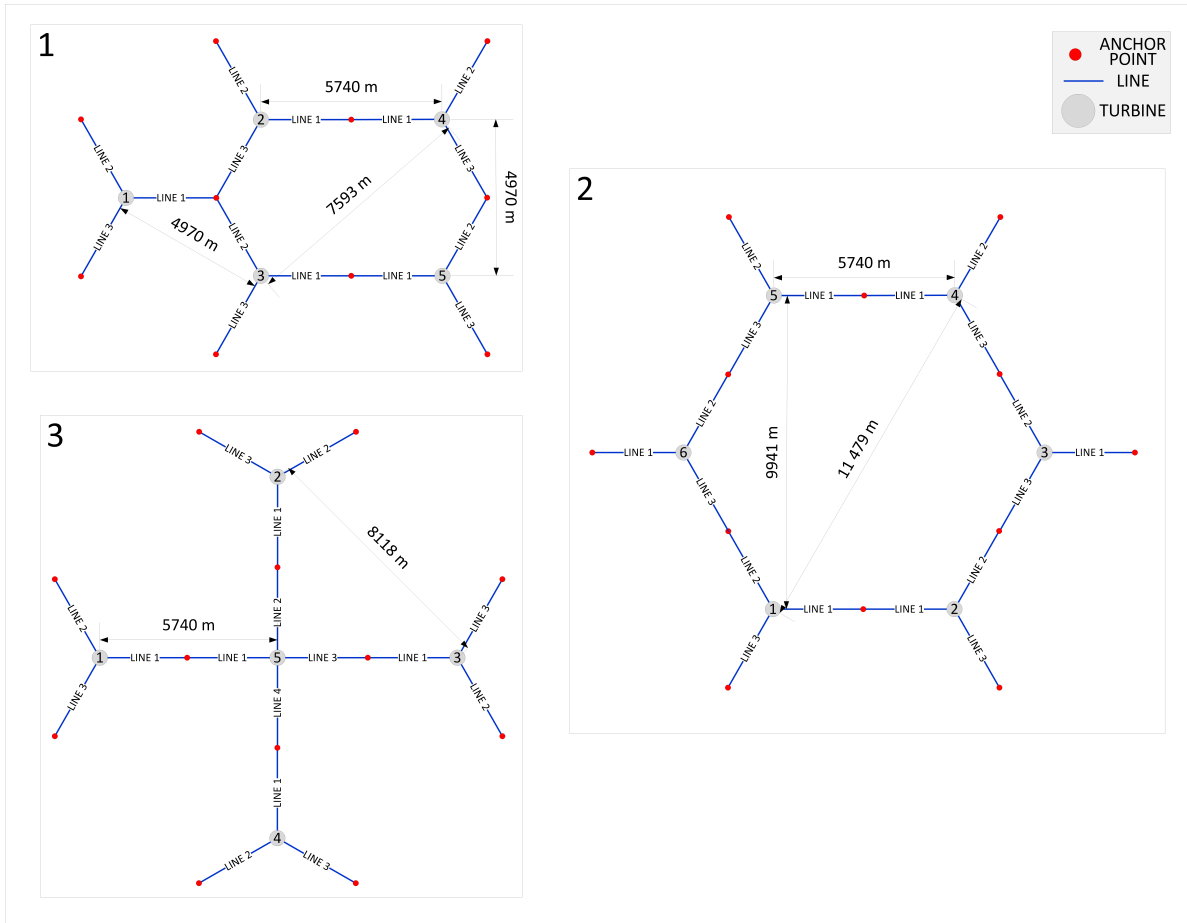 1
LINE 2
LINE 2
5740 m
2
LINE 1
LINE 1
4
LINE 2
LINE 3
LINE 3
7593 m
4970 m
1
LINE 1
4970 m
LINE 3
LINE 2
LINE 2
3
LINE 1
LINE 1
5
LINE 3
LINE 3
ANCHOR
POINT
LINE
TURBINE
2
LINE 2
LINE 2
5740 m
5
LINE 1
LINE 1
4
LINE 3
LINE 3
LINE 2
LINE 2
9941 m
11 479 m
6
LINE 1
3
LINE 1
LINE 3
LINE 3
LINE 2
LINE 2
1
LINE 1
LINE 1
2
LINE 3
LINE 3
3
LINE 3
LINE 2
2
LINE 1
8118 m
LINE 2
LINE 2
LINE 3
5740 m
1
LINE 1
LINE 1
5
LINE 3
LINE 1
3
LINE 3
LINE 4
LINE 2
LINE 1
4
LINE 2
LINE 3